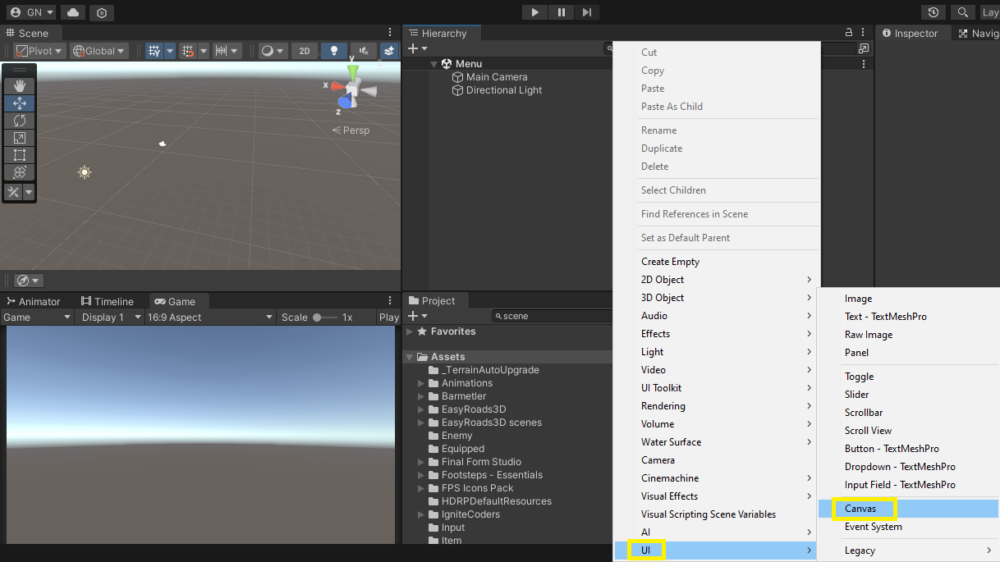 GN
Lay
Scene
Hierarchy
Inspector
Navig
Pivot
Global
2D
Menu
Main Camera
Directional Light
y
x
z
Persp
Cut
Copy
Paste
Paste As Child
Rename
Duplicate
Delete
Select Children
Find References in Scene
Set as Default Parent
Create Empty
2D Object
3D Object
Audio
Effects
Light
Video
UI Toolkit
Rendering
Volume
Water Surface
Camera
Cinemachine
Visual Effects
Visual Scripting Scene Variables
AI
UI
Image
Text - TextMeshPro
Raw Image
Panel
Toggle
Slider
Scrollbar
Scroll View
Button - TextMeshPro
Dropdown - TextMeshPro
Input Field - TextMeshPro
Canvas
Event System
Legacy
Animator
Timeline
Game
Game
Display 1
16:9 Aspect
Scale
1x
Play
Project
scene
Favorites
Assets
_TerrainAutoUpgrade
Animations
Barmetler
EasyRoads3D
EasyRoads3D scenes
Enemy
Equipped
Final Form Studio
Footsteps - Essentials
FPS Icons Pack
HDRPDefaultResources
IgniteCoders
Input
Item